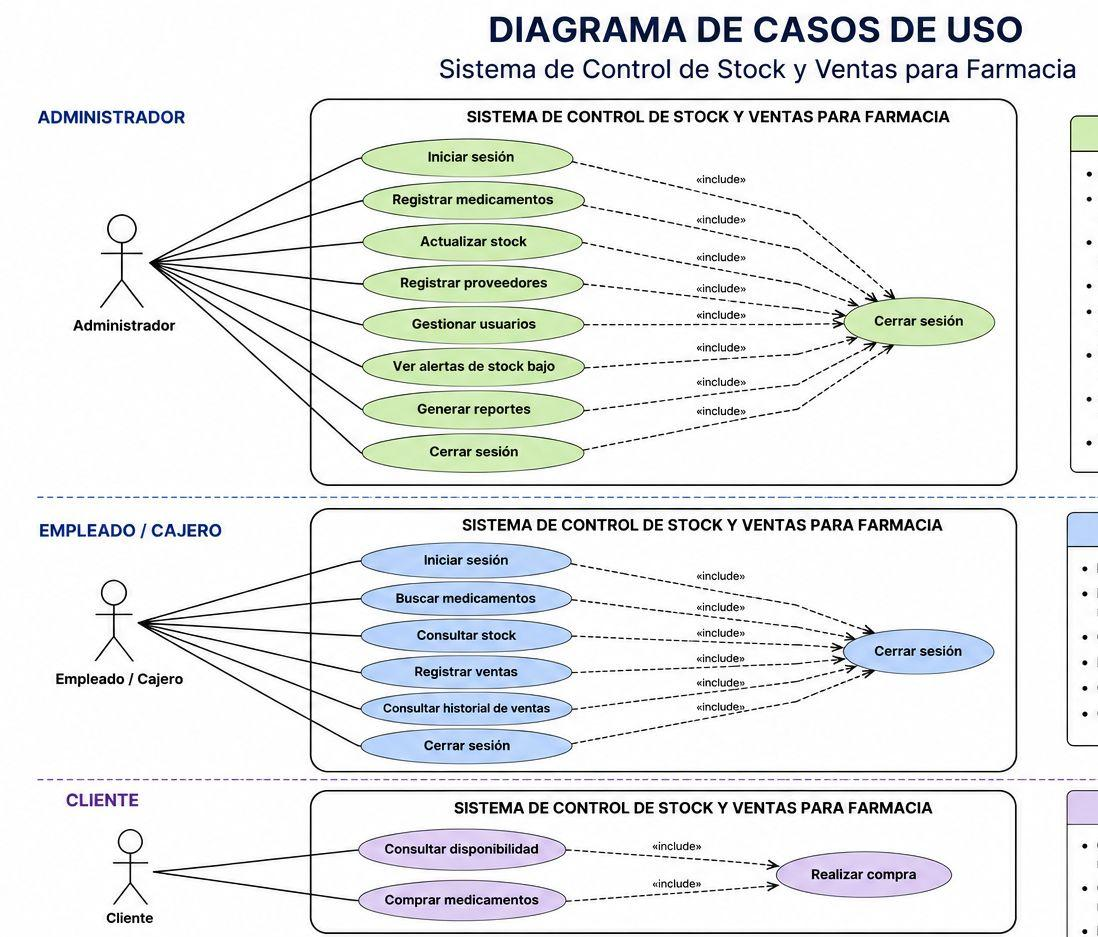 DIAGRAMA DE CASOS DE USO
Sistema de Control de Stock y Ventas para Farmacia
ADMINISTRADOR
SISTEMA DE CONTROL DE STOCK Y VENTAS PARA FARMACIA
Iniciar sesión
«include»
Registrar medicamentos
«include»
Actualizar stock
«include»
Registrar proveedores
«include»
Gestionar usuarios
«include»
Cerrar sesión
Administrador
Ver alertas de stock bajo
«include»
Generar reportes
«include»
Cerrar sesión
«include»
EMPLEADO / CAJERO
SISTEMA DE CONTROL DE STOCK Y VENTAS PARA FARMACIA
Iniciar sesión
«include»
Buscar medicamentos
«include»
Consultar stock
«include»
Cerrar sesión
Registrar ventas
«include»
Empleado / Cajero
Consultar historial de ventas
«include»
Cerrar sesión
«include»
CLIENTE
SISTEMA DE CONTROL DE STOCK Y VENTAS PARA FARMACIA
Consultar disponibilidad
«include»
Realizar compra
Comprar medicamentos
«include»
Cliente